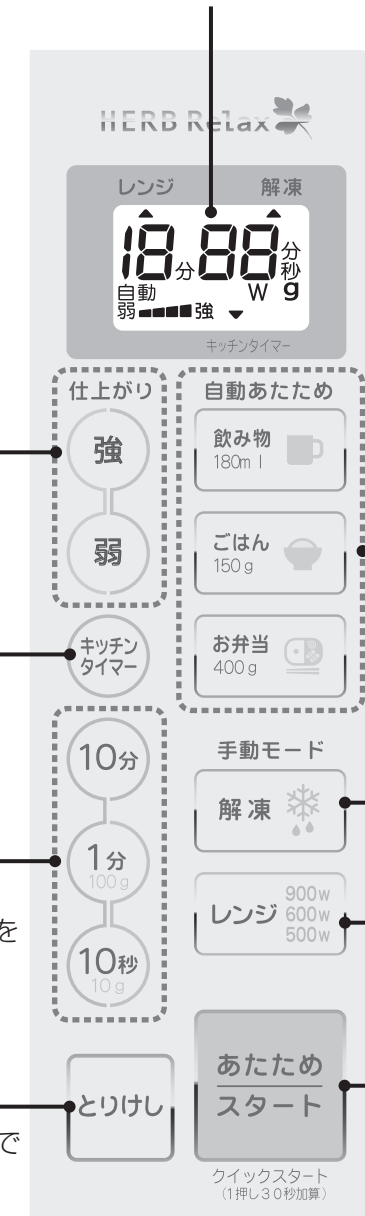 HERB Relax
レンジ 解凍
18分88分秒
自動 W g
弱 強
キッチンタイマー
仕上がり
強
弱
自動あたため
飲み物
180ml
ごはん
150g
お弁当
400g
キッチン
タイマー
10分
1分
100g
10秒
10g
手動モード
解凍
レンジ
900W
600W
500W
を
とりけし
で
あたため
スタート
クイックスタート
(1押し30秒加算)